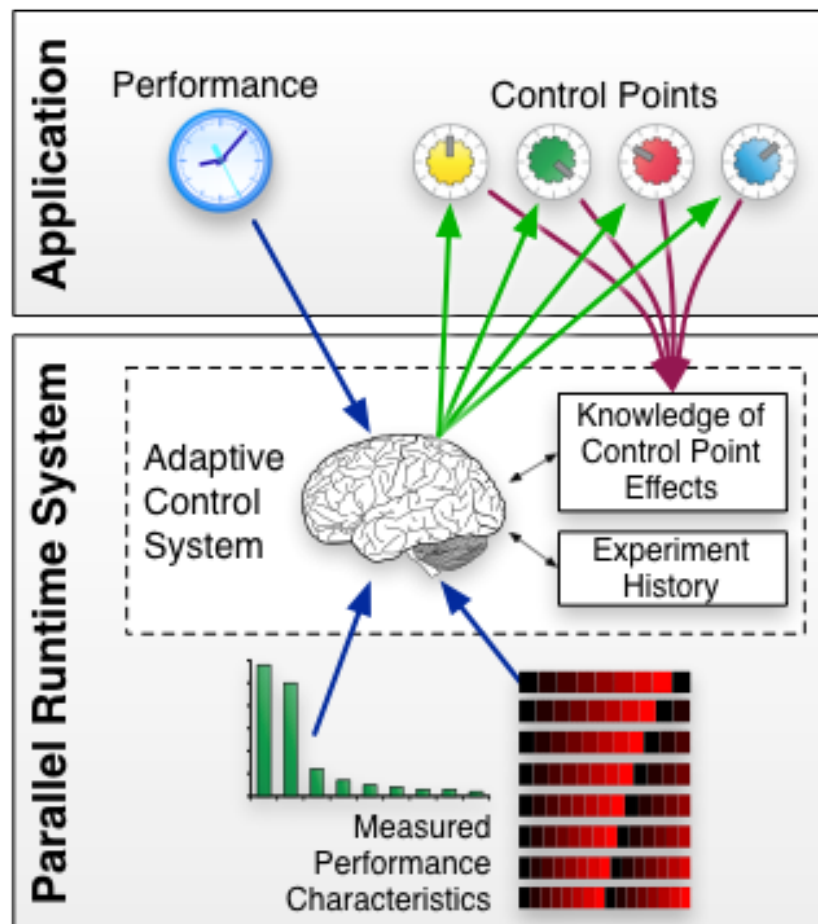 Application
Performance
Control Points
Parallel Runtime System
Adaptive
Control
System
Knowledge of
Control Point
Effects
Experiment
History
Measured
Performance
Characteristics